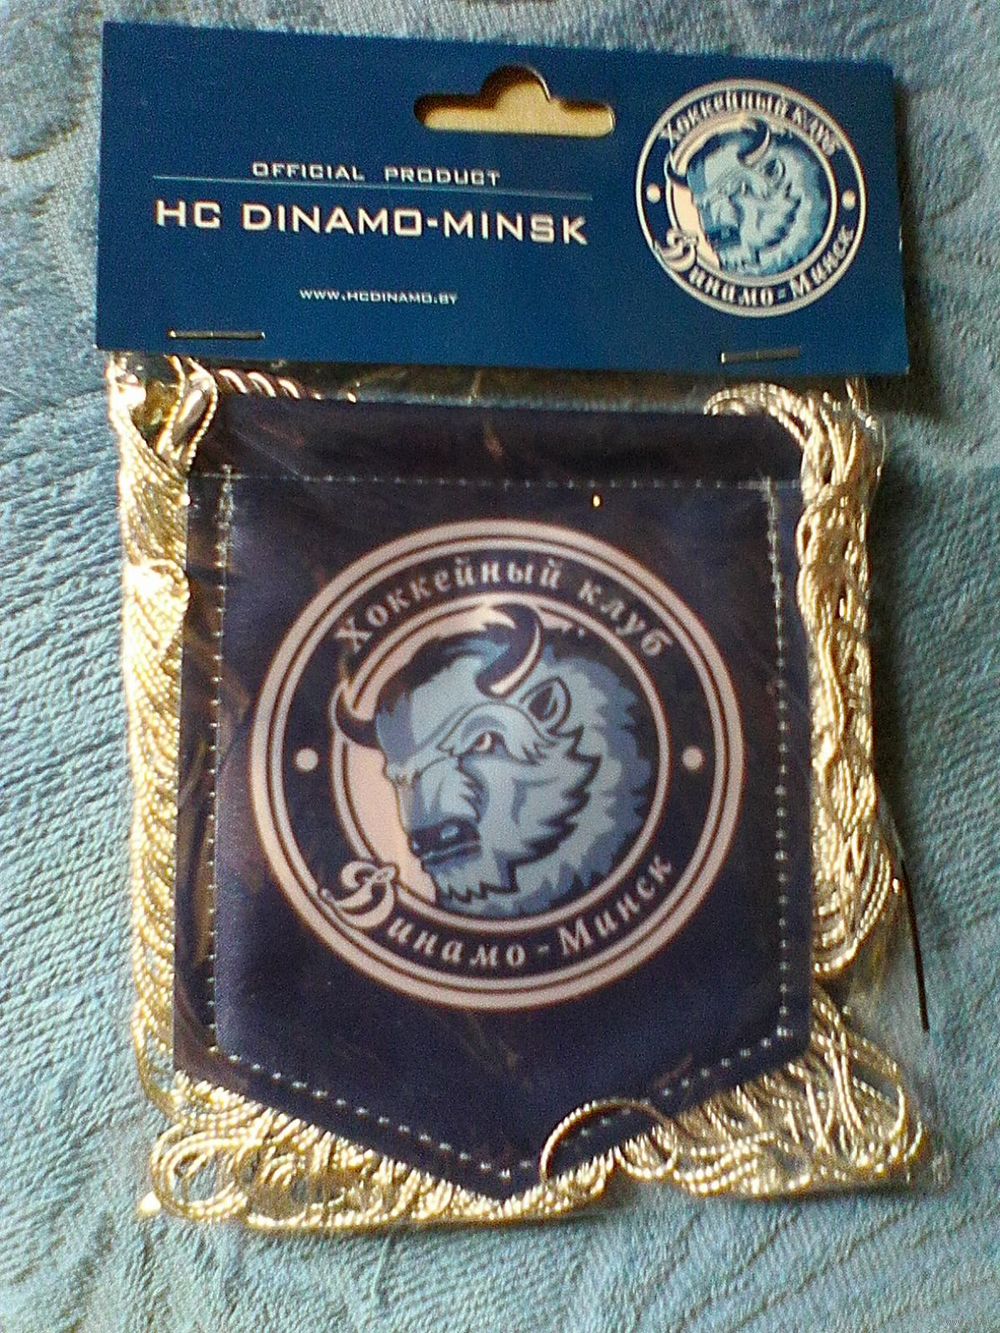 OFFICIAL PRODUCT
HC DINAMO-MINSK
WWW.HCDINAMO.BY
Хоккейный клуб
Динамо - Минск
Хоккейный клуб
Динамо - Минск